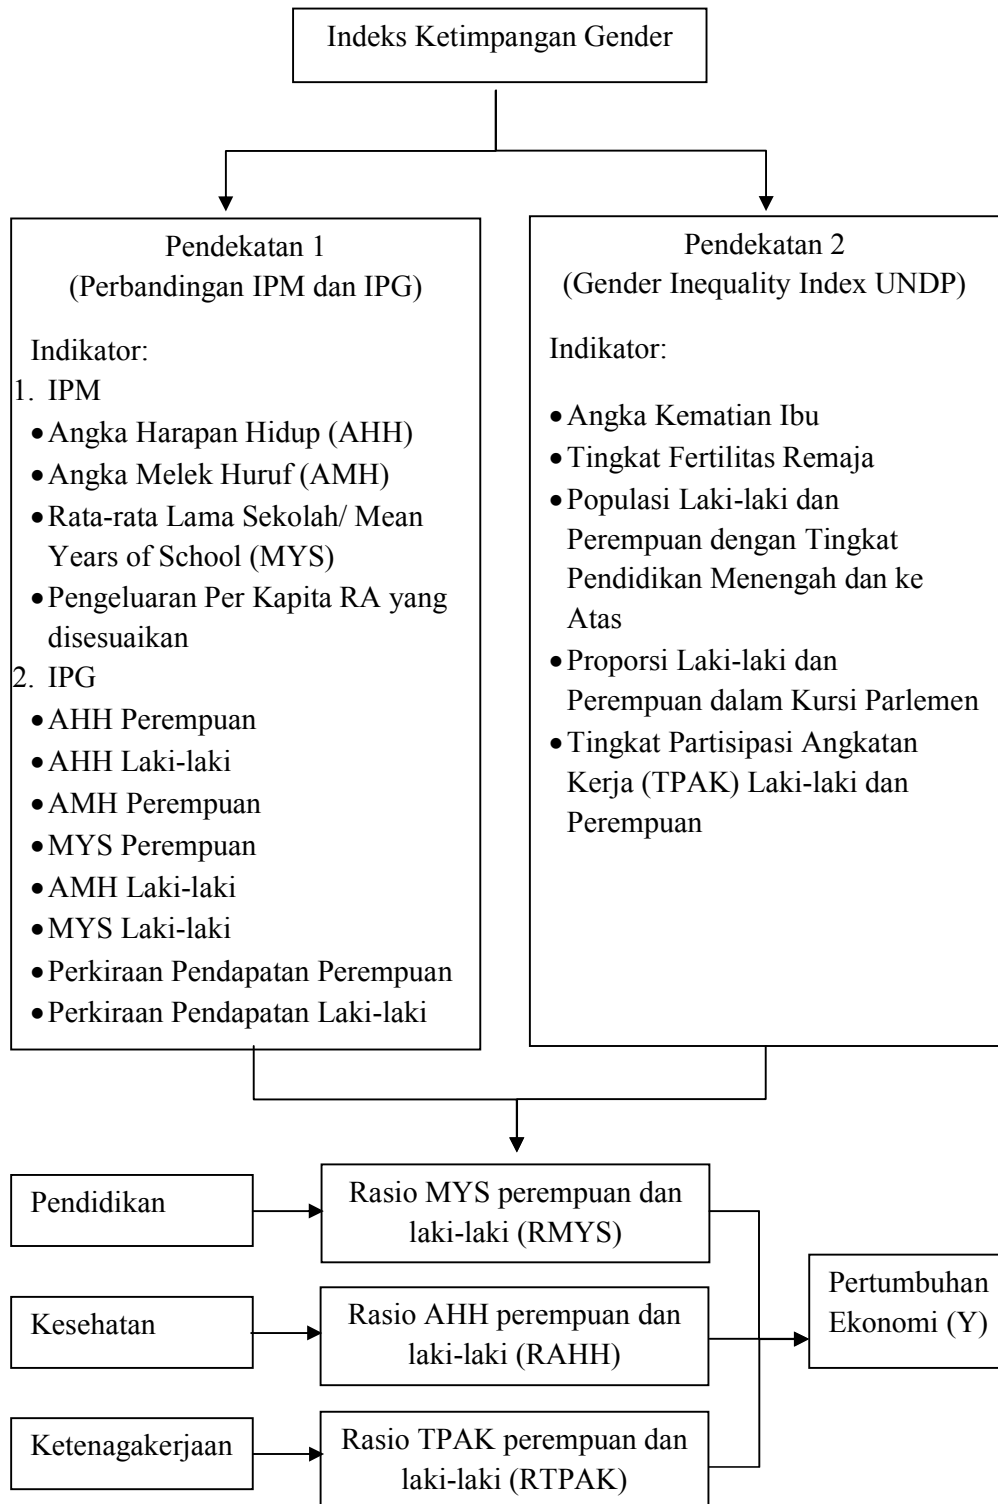 Indeks Ketimpangan Gender
Pendekatan 1
(Perbandingan IPM dan IPG)
Indikator:
1. IPM
• Angka Harapan Hidup (AHH)
• Angka Melek Huruf (AMH)
• Rata-rata Lama Sekolah/ Mean
Years of School (MYS)
• Pengeluaran Per Kapita RA yang
disesuaikan
2. IPG
• AHH Perempuan
• AHH Laki-laki
• AMH Perempuan
• MYS Perempuan
• AMH Laki-laki
• MYS Laki-laki
• Perkiraan Pendapatan Perempuan
• Perkiraan Pendapatan Laki-laki
Pendekatan 2
(Gender Inequality Index UNDP)
Indikator:
• Angka Kematian Ibu
• Tingkat Fertilitas Remaja
• Populasi Laki-laki dan
Perempuan dengan Tingkat
Pendidikan Menengah dan ke
Atas
• Proporsi Laki-laki dan
Perempuan dalam Kursi Parlemen
• Tingkat Partisipasi Angkatan
Kerja (TPAK) Laki-laki dan
Perempuan
Pendidikan
Rasio MYS perempuan dan
laki-laki (RMYS)
Kesehatan
Rasio AHH perempuan dan
laki-laki (RAHH)
Ketenagakerjaan
Rasio TPAK perempuan dan
laki-laki (RTPAK)
Pertumbuhan
Ekonomi (Y)